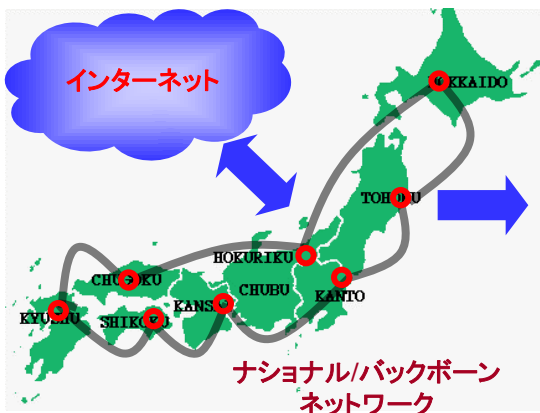 インターネット
HOKKAIDO
TOHOKU
HOKURIKU
CHUGOKU
KANSAI
CHUBU
KANTO
KYUSHU
SHIKOKU
ナショナル/バックボーン
ネットワーク